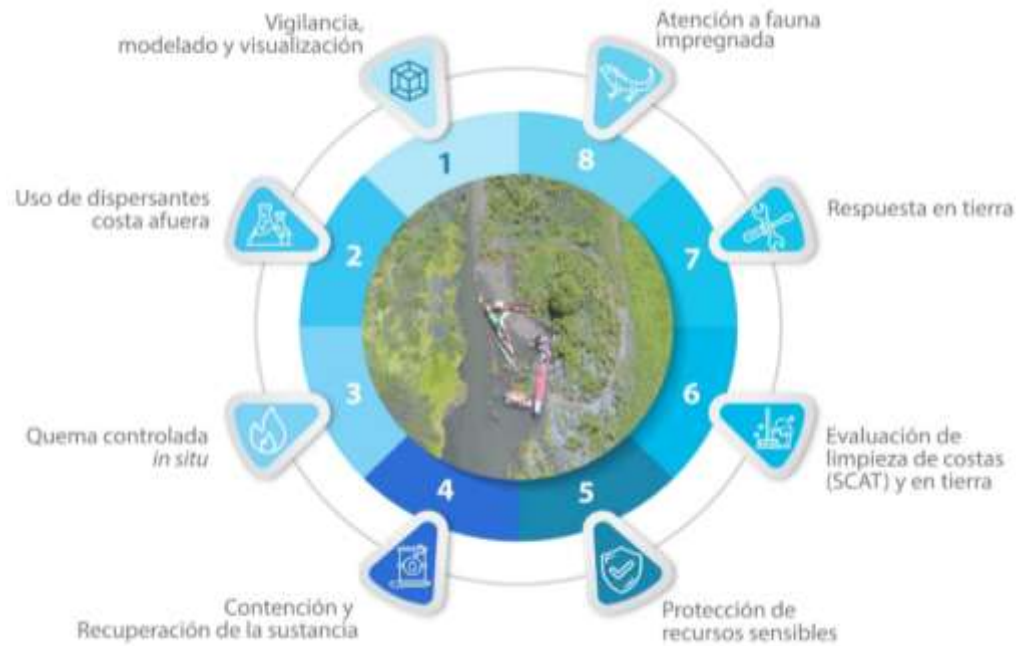 Vigilancia,
modelado y visualización
1
Uso de dispersantes
costa afuera
2
Quema controlada
in situ
3
Contención y
Recuperación de la sustancia
4
Protección de
recursos sensibles
5
Evaluación de
limpieza de costas
(SCAT) y en tierra
6
Respuesta en tierra
7
Atención a fauna
impregnada
8